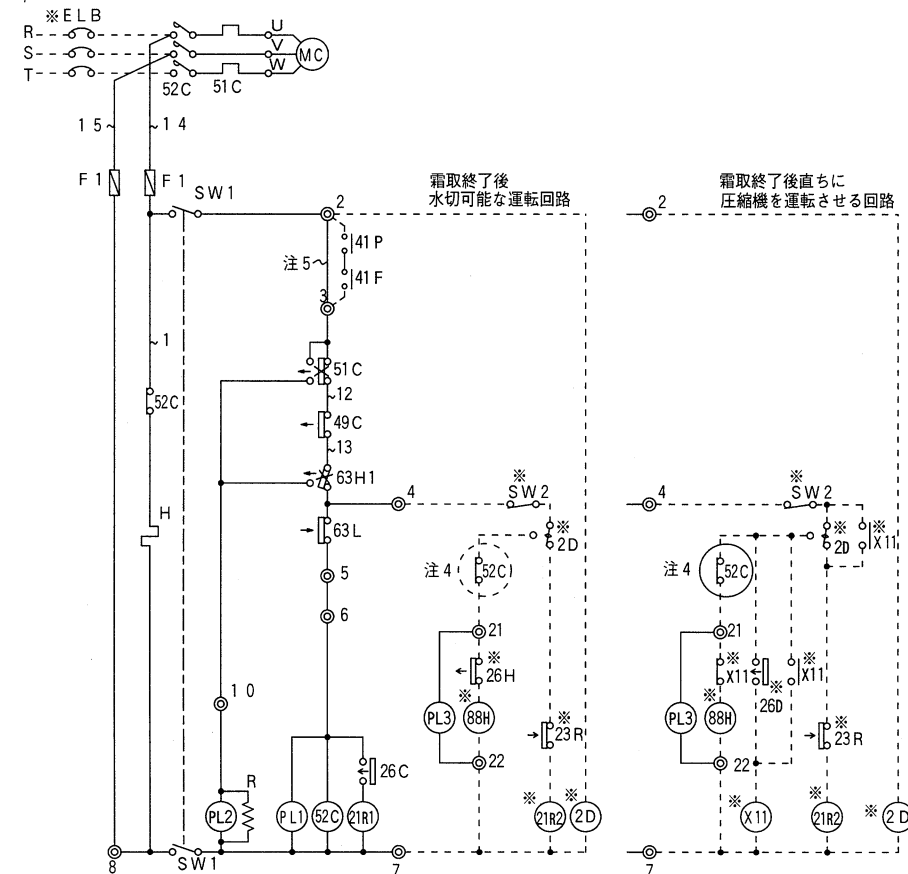 ※ELB
R
S
T
U
V
W
MC
52C
51C
15
14
F1
F1
SW1
2
霜取終了後
水切可能な運転回路
霜取終了後直ちに
圧縮機を運転させる回路
2
41P
注5
41F
3
1
51C
12
52C
49C
13
63H1
4
※
SW2
4
※
SW2
H
63L
※
2D
※
2D
※
X11
注4
52C
注4
52C
5
6
21
21
※
26H
※
X11
※
26D
※
X11
10
PL3
※
88H
※
23R
PL3
※
88H
※
23R
22
22
26C
R
PL2
PL1
52C
21R1
※
21R2
※
2D
※
X11
※
21R2
※
2D
8
SW1
7
7